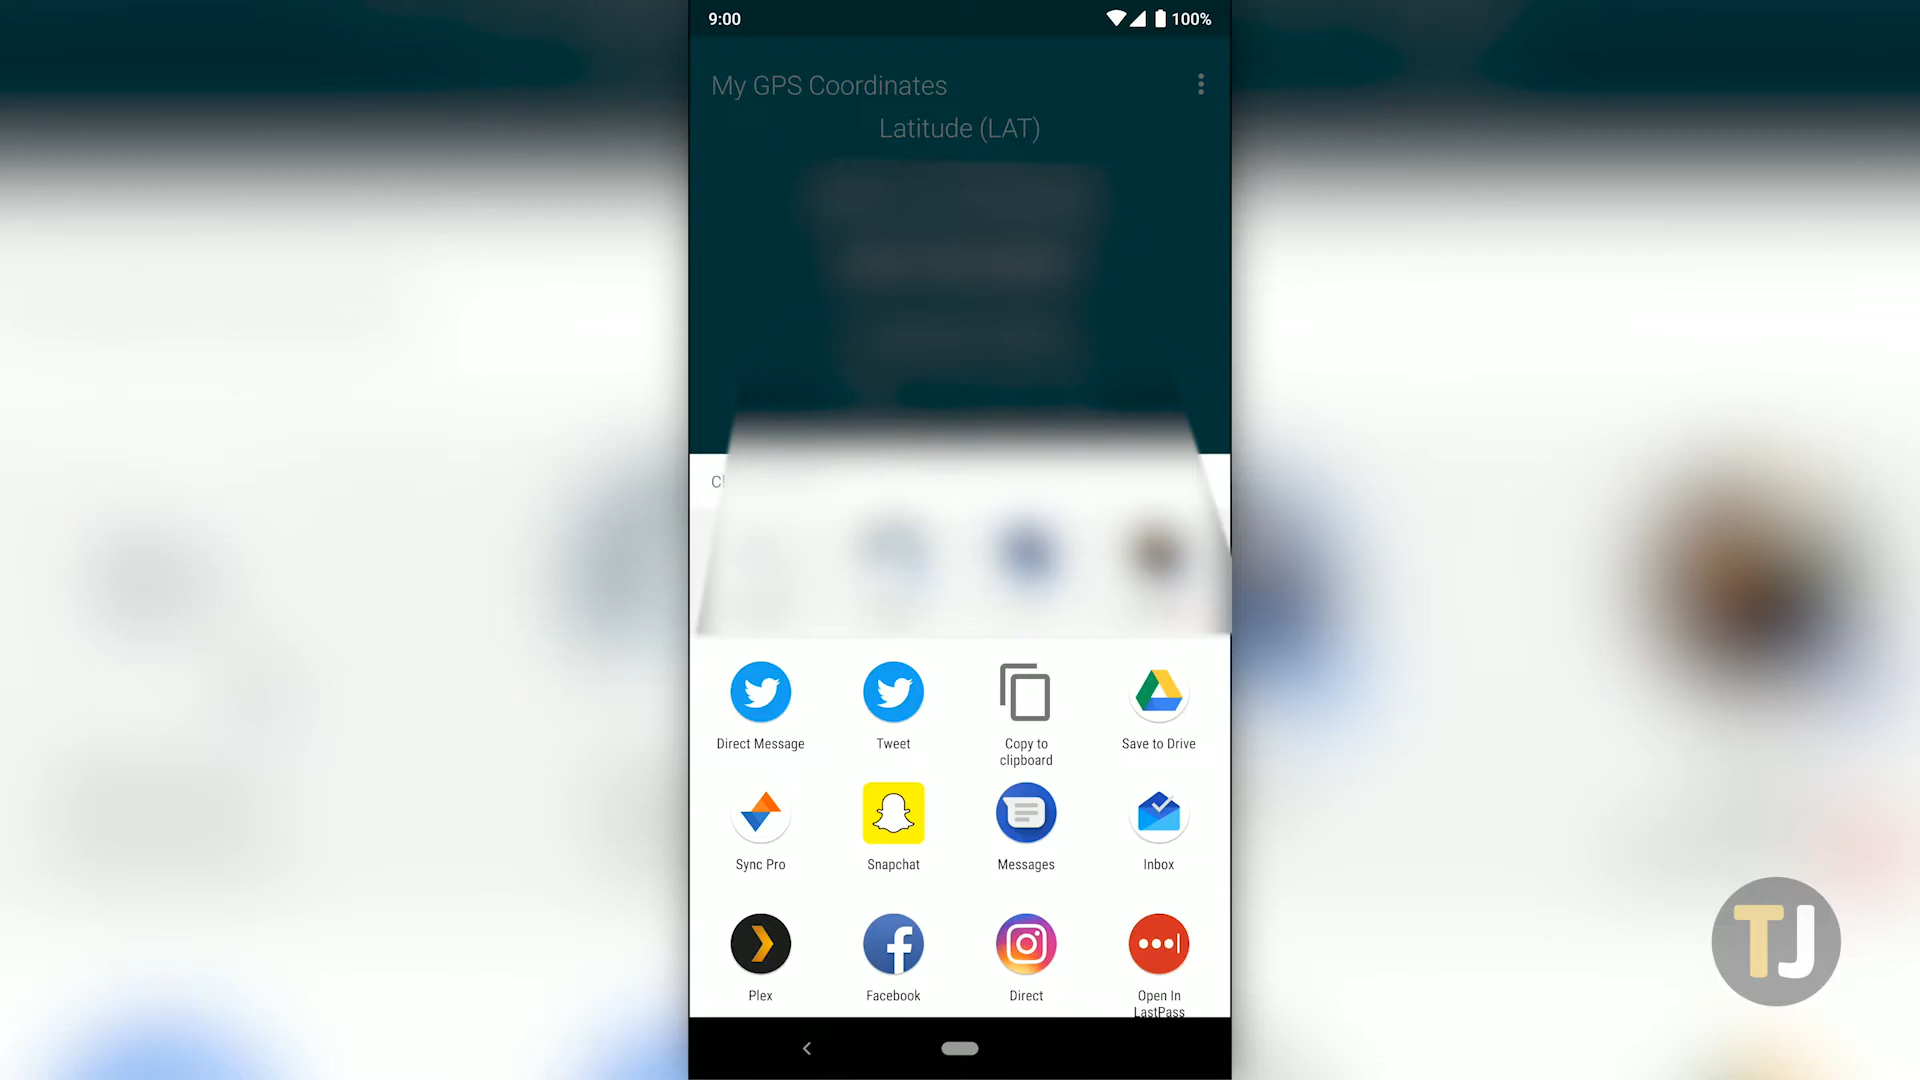 9:00
100%
My GPS Coordinates
Latitude (LAT)
Direct Message
Tweet
Copy to
clipboard
Save to Drive
Sync Pro
Snapchat
Messages
Inbox
Plex
Facebook
Direct
Open In
LastPass
TJ